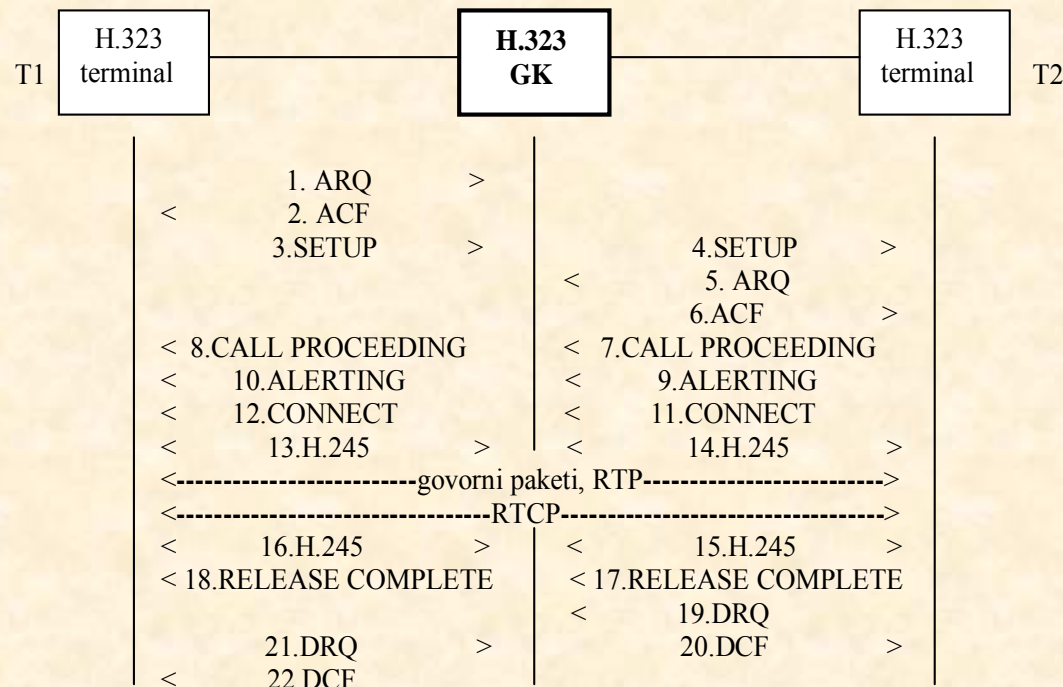 H.323
terminal
T1
H.323
GK
H.323
terminal
T2
1. ARQ >
< 2. ACF
3.SETUP > 4.SETUP >
< 5. ARQ
6.ACF >
< 8.CALL PROCEEDING < 7.CALL PROCEEDING
< 10.ALERTING < 9.ALERTING
< 12.CONNECT < 11.CONNECT
< 13.H.245 > < 14.H.245 >
<--------------------------govorni paketi, RTP-------------------------->
<----------------------------------RTCP----------------------------------->
< 16.H.245 > < 15.H.245 >
< 18.RELEASE COMPLETE < 17.RELEASE COMPLETE
< 19.DRQ
21.DRQ > 20.DCF >
< 22.DCF